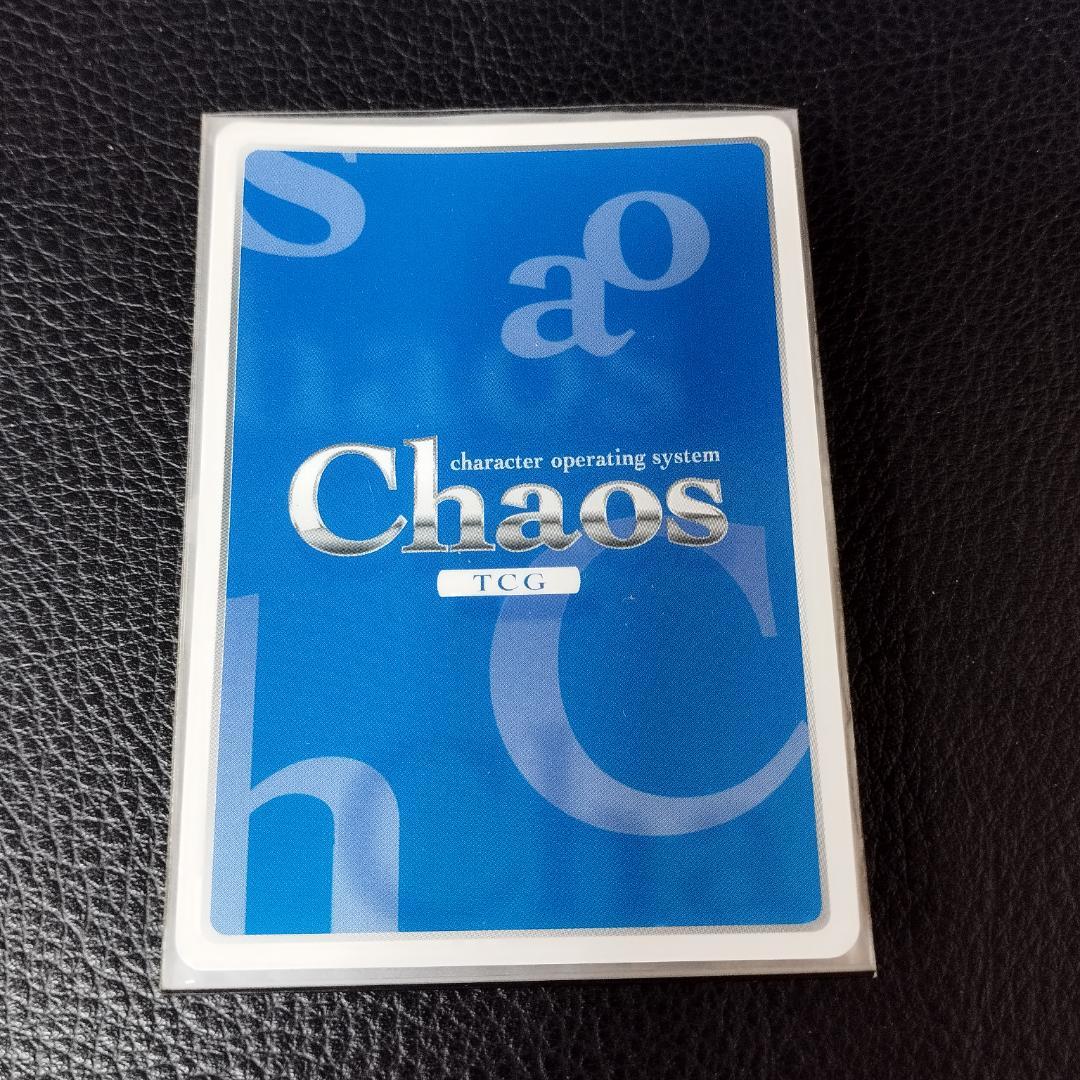 s
o
a
character operating system
Chaos
TCG
C
h